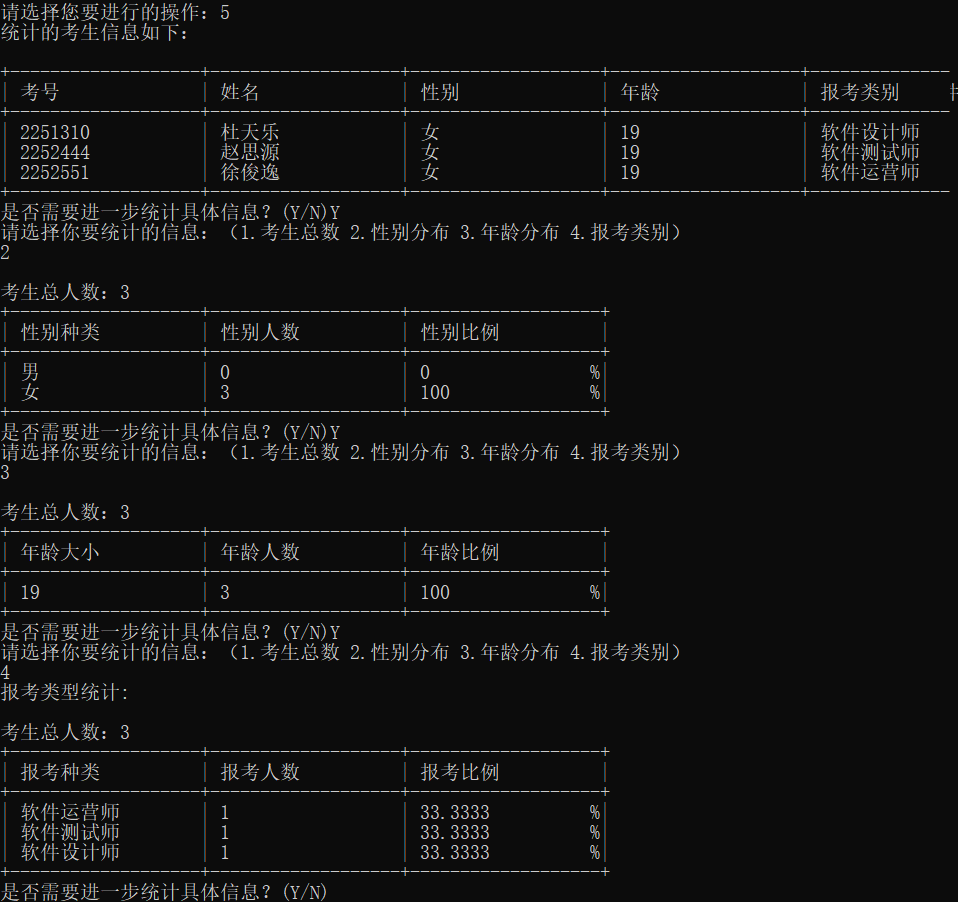 请选择您要进行的操作：5
统计的考生信息如下：
考号 姓名 性别 年龄 报考类别
2251310 杜天乐 女 19 软件设计师
2252444 赵思源 女 19 软件测试师
2252551 徐俊逸 女 19 软件运营师
是否需要进一步统计具体信息？(Y/N)Y
请选择你要统计的信息：（1.考生总数 2.性别分布 3.年龄分布 4.报考类别）
2
考生总人数：3
性别种类 性别人数 性别比例
男 0 0 %
女 3 100 %
是否需要进一步统计具体信息？(Y/N)Y
请选择你要统计的信息：（1.考生总数 2.性别分布 3.年龄分布 4.报考类别）
3
考生总人数：3
年龄大小 年龄人数 年龄比例
19 3 100 %
是否需要进一步统计具体信息？(Y/N)Y
请选择你要统计的信息：（1.考生总数 2.性别分布 3.年龄分布 4.报考类别）
4
报考类型统计:
考生总人数：3
报考种类 报考人数 报考比例
软件运营师 1 33.3333 %
软件测试师 1 33.3333 %
软件设计师 1 33.3333 %
是否需要进一步统计具体信息？(Y/N)